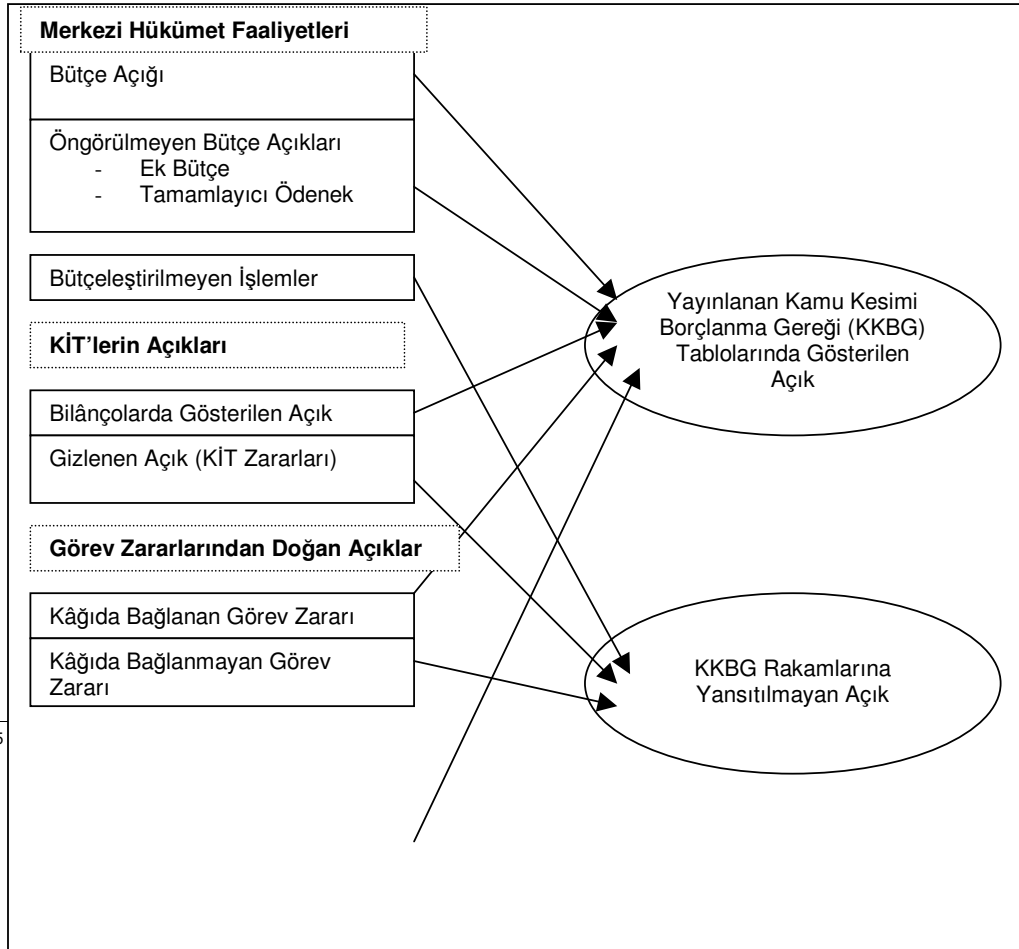 Merkezi Hükümet Faaliyetleri
Bütçe Açığı
Öngörülmeyen Bütçe Açıkları
- Ek Bütçe
- Tamamlayıcı Ödenek
Bütçeleştirilmeyen İşlemler
KİT’lerin Açıkları
Bilânçolarda Gösterilen Açık
Gizlenen Açık (KİT Zararları)
Görev Zararlarından Doğan Açıklar
Kâğıda Bağlanan Görev Zararı
Kâğıda Bağlanmayan Görev
Zararı
Yayınlanan Kamu Kesimi
Borçlanma Gereği (KKBG)
Tablolarında Gösterilen
Açık
KKBG Rakamlarına
Yansıtılmayan Açık